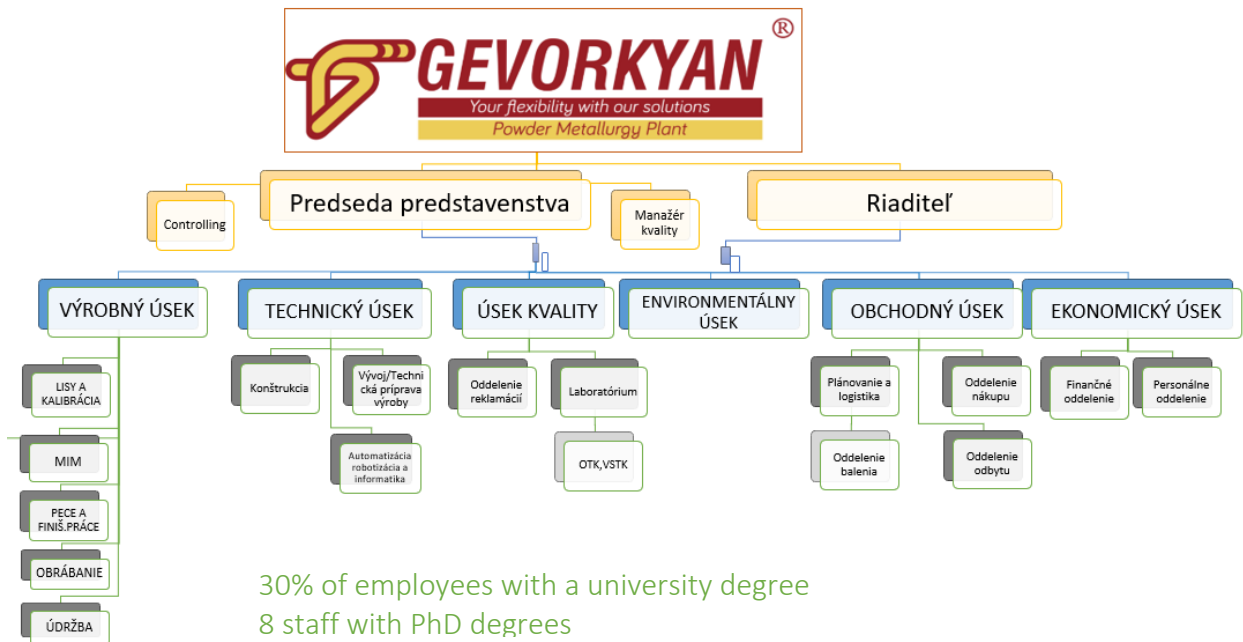 ®
GEVORKYAN
Your flexibility with our solutions
Powder Metallurgy Plant
Controlling
Predseda predstavenstva
Manažér
kvality
Riaditeľ
VÝROBNÝ ÚSEK
TECHNICKÝ ÚSEK
ÚSEK KVALITY
ENVIRONMENTÁLNY
ÚSEK
OBCHODNÝ ÚSEK
EKONOMICKÝ ÚSEK
LISY A
KALIBRÁCIA
MIM
PECE A
FINIŠ.PRÁCE
OBRÁBANIE
ÚDRŽBA
Konštrukcia
Vývoj/Techni
cká príprava
výroby
Automatizácia
robotizácia a
informatika
Oddelenie
reklamácií
Laboratórium
OTK,VSTK
Plánovanie a
logistika
Oddelenie
balenia
Oddelenie
nákupu
Oddelenie
odbytu
Finančné
oddelenie
Personálne
oddelenie
30% of employees with a university degree
8 staff with PhD degrees